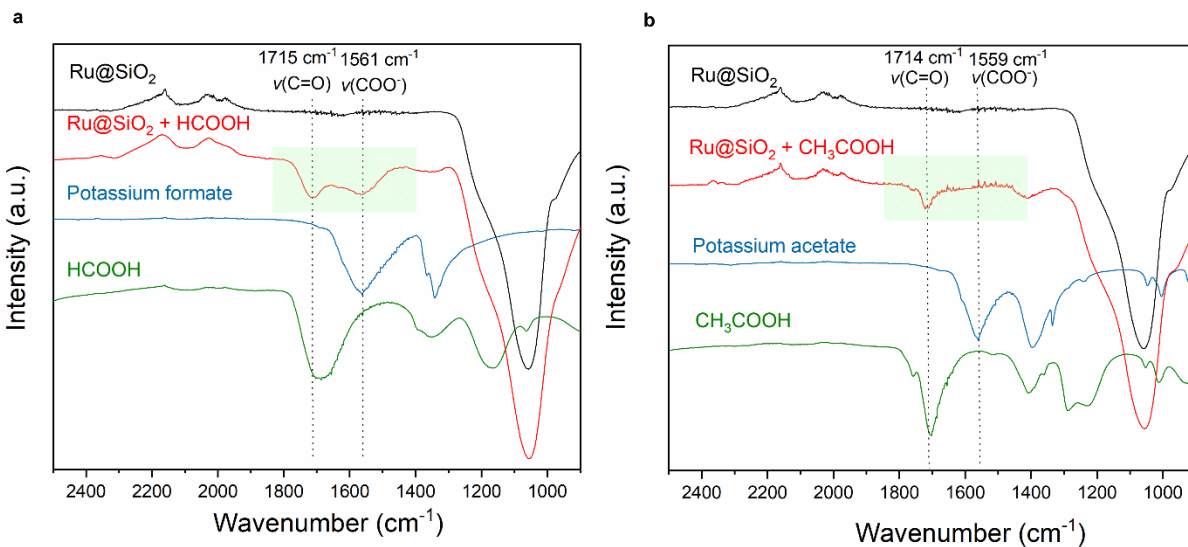 a
1715 cm⁻¹ 1561 cm⁻¹
ν(C=O) ν(COO⁻)
Ru@SiO₂
Ru@SiO₂ + HCOOH
Potassium formate
HCOOH
Intensity (a.u.)
2400 2200 2000 1800 1600 1400 1200 1000
Wavenumber (cm⁻¹)
b
1714 cm⁻¹ 1559 cm⁻¹
ν(C=O) ν(COO⁻)
Ru@SiO₂
Ru@SiO₂ + CH₃COOH
Potassium acetate
CH₃COOH
Intensity (a.u.)
2400 2200 2000 1800 1600 1400 1200 1000
Wavenumber (cm⁻¹)